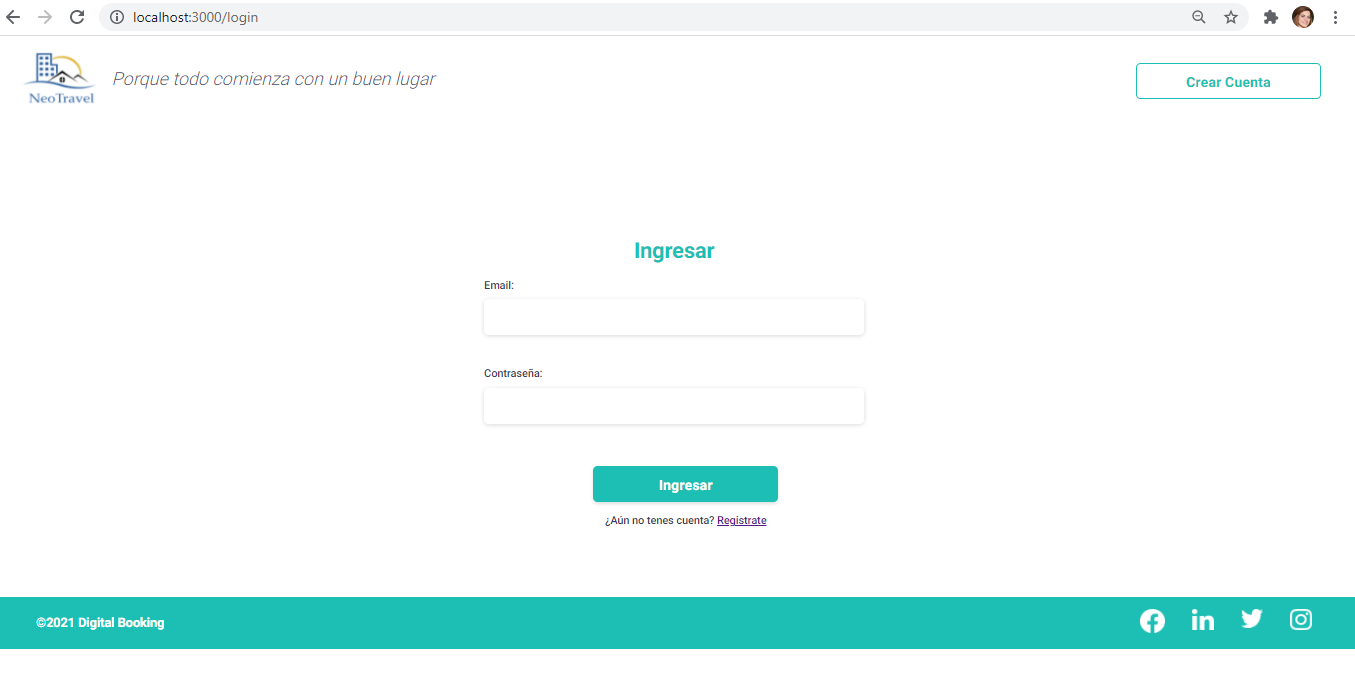 localhost:3000/login
NeoTravel
Porque todo comienza con un buen lugar
Crear Cuenta
Ingresar
Email:
Contraseña:
Ingresar
¿Aún no tenes cuenta? Registrate
©2021 Digital Booking